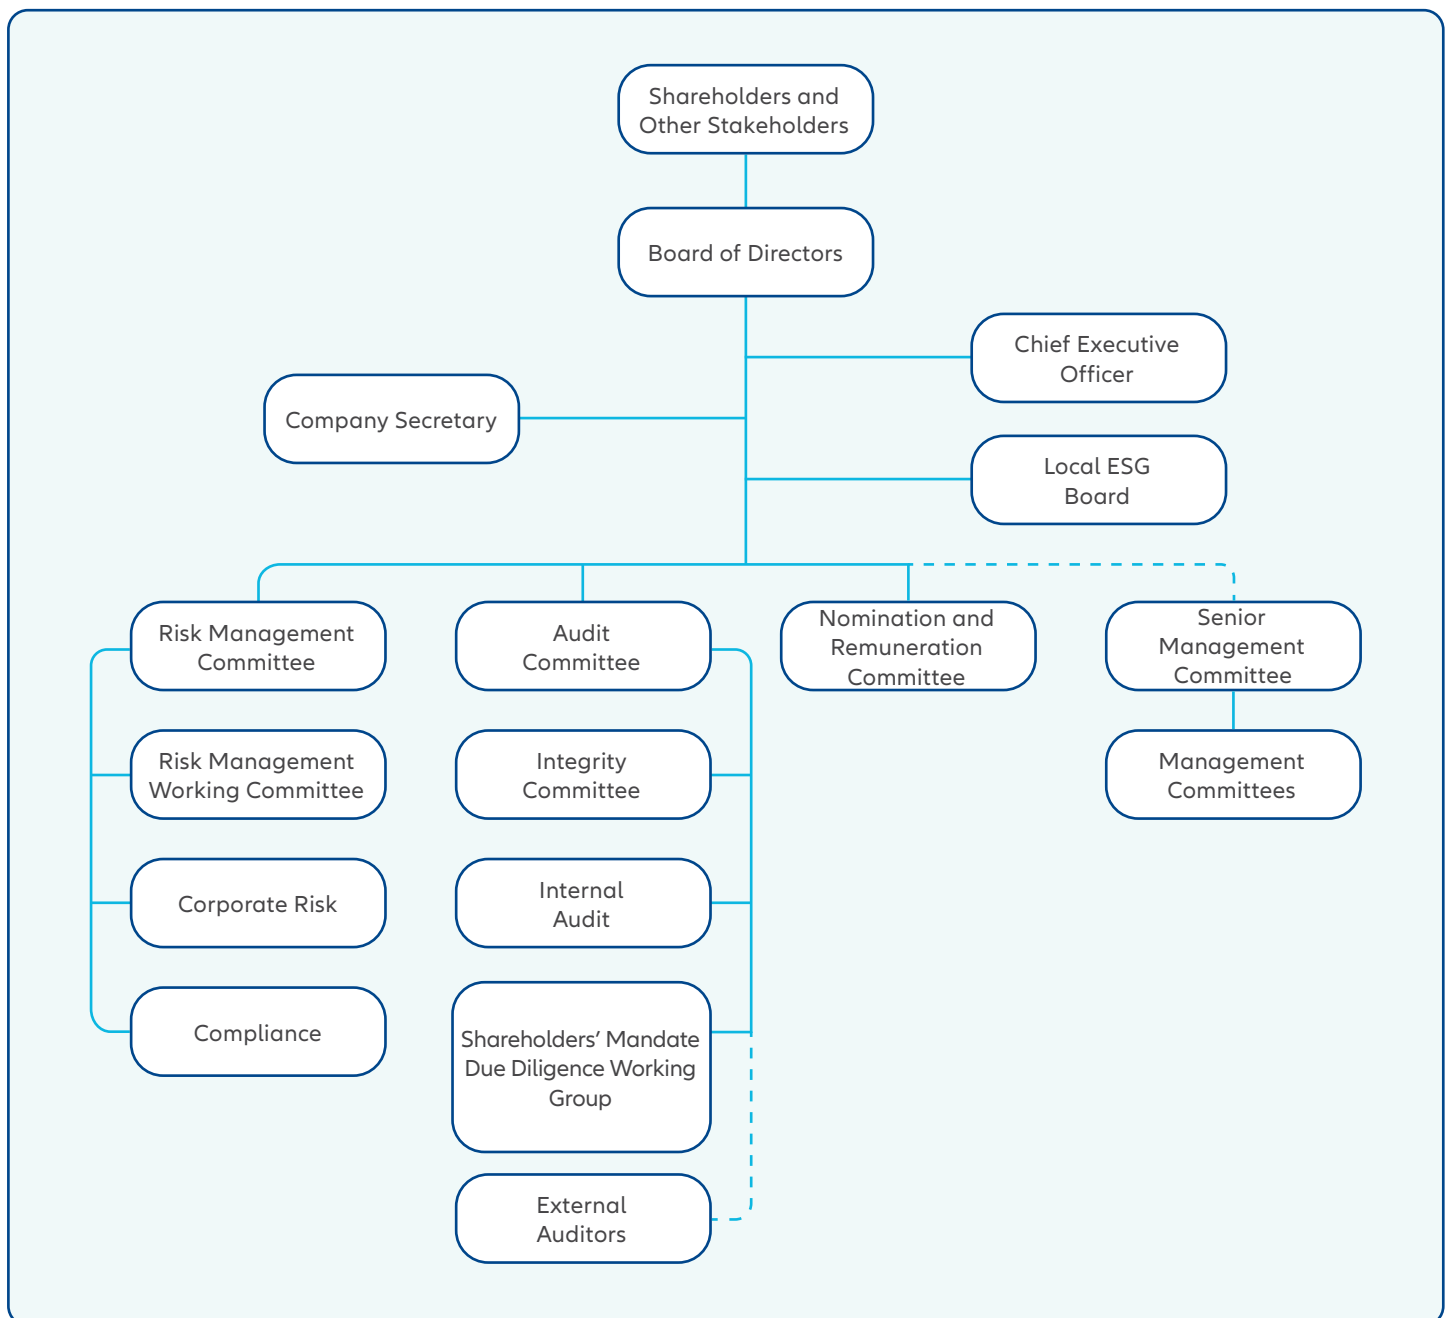 Shareholders and
Other Stakeholders
Board of Directors
Chief Executive
Officer
Company Secretary
Local ESG
Board
Risk Management
Committee
Audit
Committee
Nomination and
Remuneration
Committee
Senior
Management
Committee
Risk Management
Working Committee
Integrity
Committee
Management
Committees
Corporate Risk
Internal
Audit
Compliance
Shareholders’ Mandate
Due Diligence Working
Group
External
Auditors